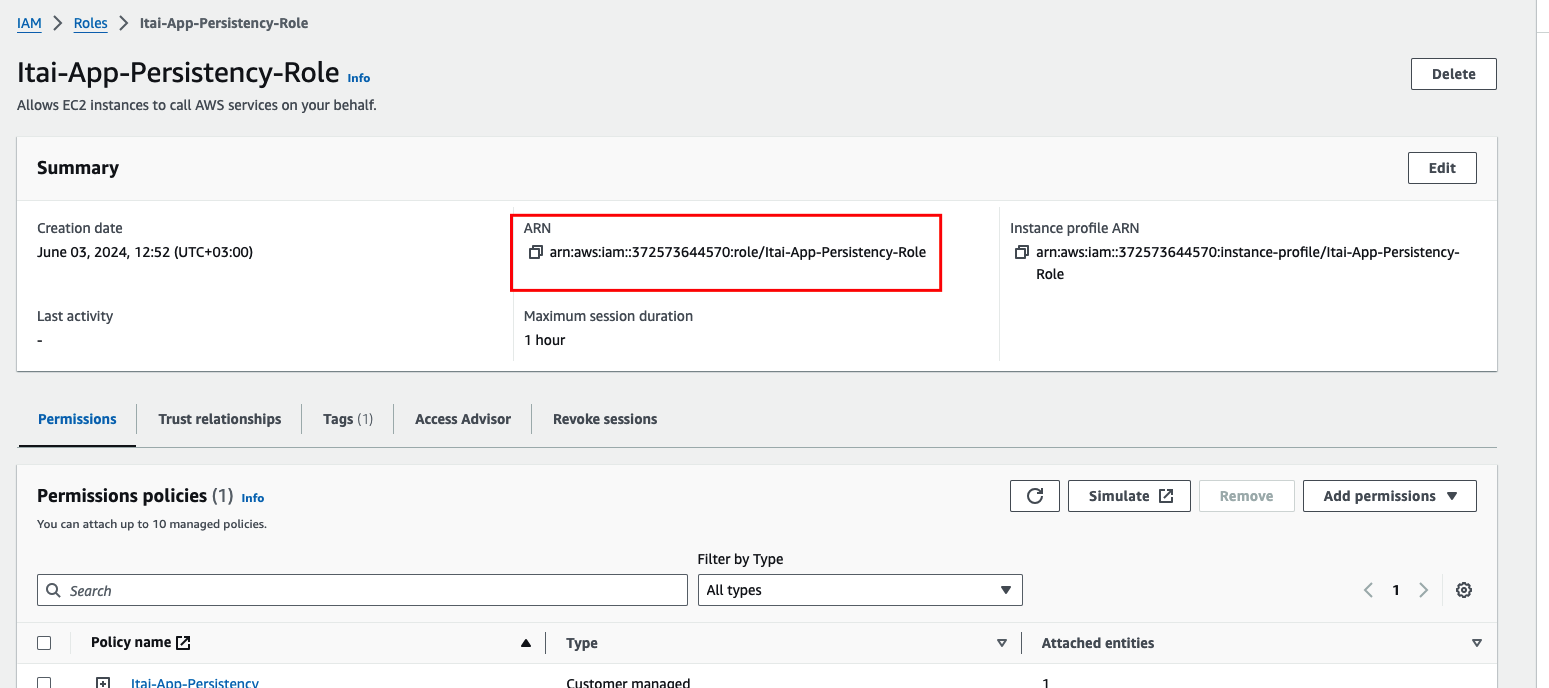 IAM > Roles > Itai-App-Persistency-Role
Itai-App-Persistency-Role Info
Delete
Allows EC2 instances to call AWS services on your behalf.
Summary
Edit
Creation date
June 03, 2024, 12:52 (UTC+03:00)
ARN
arn:aws:iam::372573644570:role/Itai-App-Persistency-Role
Instance profile ARN
arn:aws:iam::372573644570:instance-profile/Itai-App-Persistency-
Role
Last activity
-
Maximum session duration
1 hour
Permissions Trust relationships Tags (1) Access Advisor Revoke sessions
Permissions policies (1) Info
You can attach up to 10 managed policies.
Simulate Remove Add permissions
Filter by Type
Search
All types
1
Policy name Type Attached entities
Itai-App-Persistency Customer managed 1